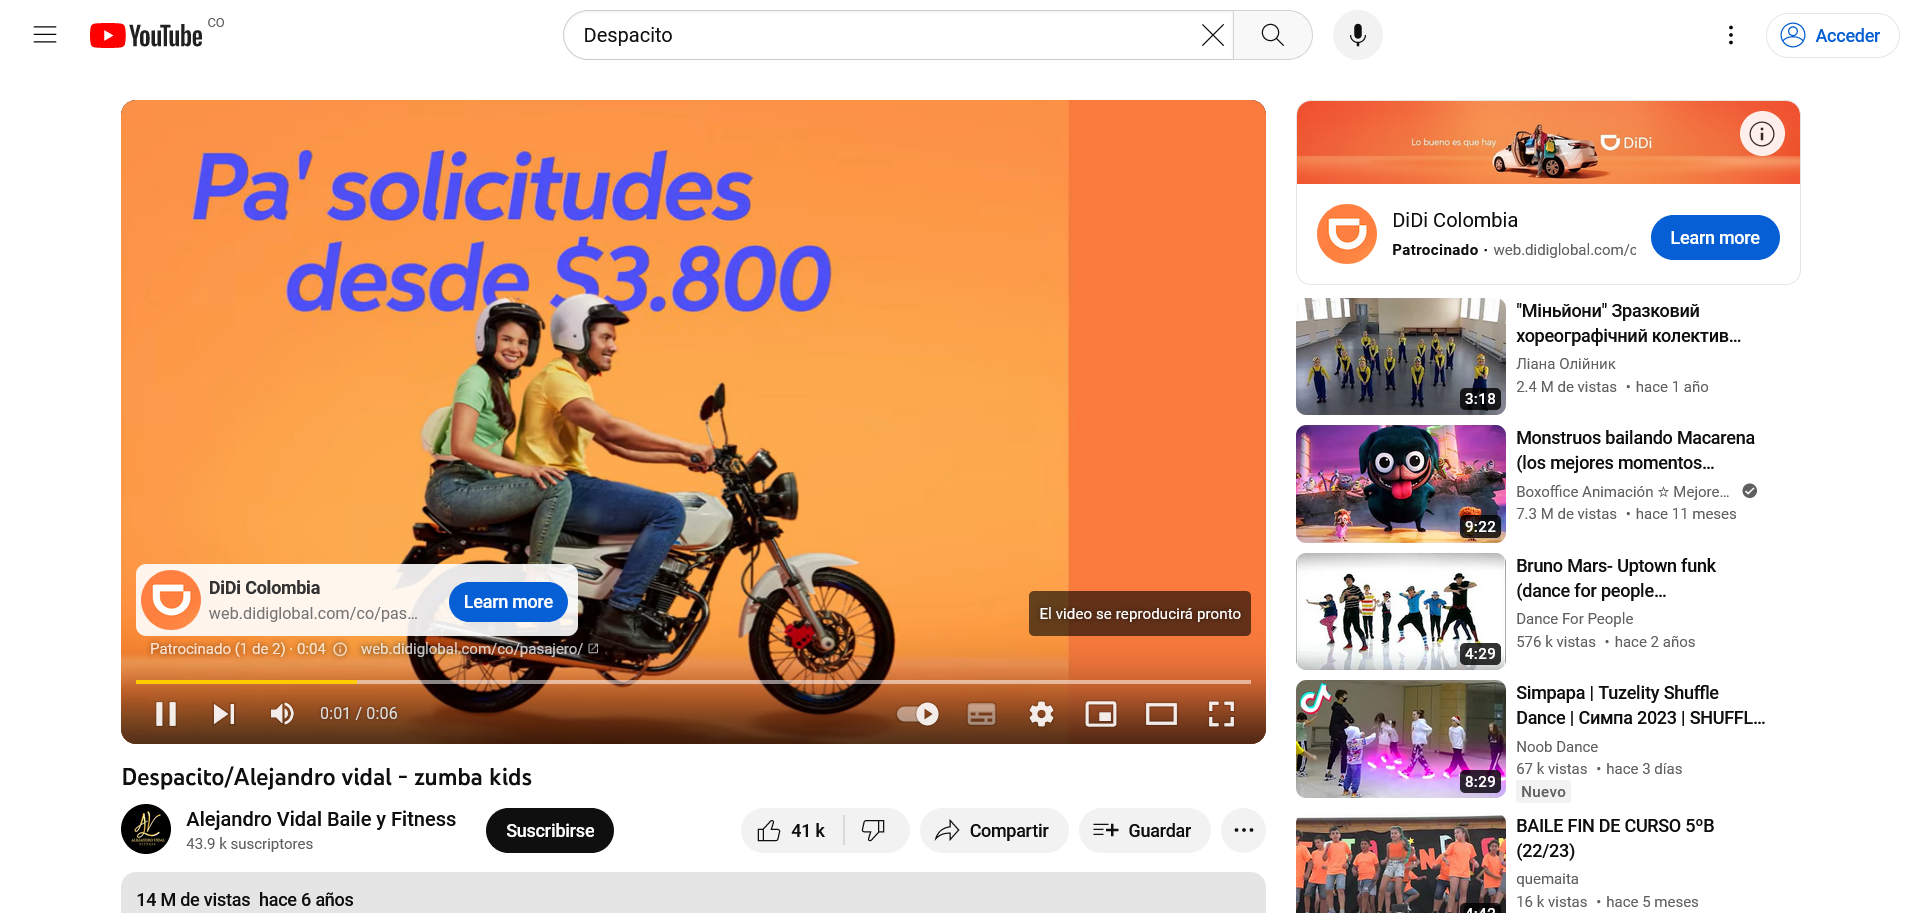 YouTube CO
Despacito
Acceder
Pa' solicitudes
desde $3.800
DiDi Colombia
web.didiglobal.com/co/pas...
Learn more
El video se reproducirá pronto
Patrocinado (1 de 2) · 0:04 web.didiglobal.com/co/pasajero/
0:01 / 0:06
Despacito/Alejandro vidal - zumba kids
Alejandro Vidal Baile y Fitness
43.9 k suscriptores
Suscribirse
41 k
Compartir
Guardar
14 M de vistas hace 6 años
Lo bueno es que hay
DiDi
DiDi Colombia
Patrocinado · web.didiglobal.com/c
Learn more
3:18
"Міньйони" Зразковий
хореографічний колектив...
Ліана Олійник
2.4 M de vistas • hace 1 año
9:22
Monstruos bailando Macarena
(los mejores momentos...
Boxoffice Animación ☆ Mejore...
7.3 M de vistas • hace 11 meses
4:29
Bruno Mars- Uptown funk
(dance for people...
Dance For People
576 k vistas • hace 2 años
8:29
Simpapa | Tuzelity Shuffle
Dance | Симпа 2023 | SHUFFL...
Noob Dance
67 k vistas • hace 3 días
Nuevo
BAILE FIN DE CURSO 5ºB
(22/23)
quemaita
16 k vistas • hace 5 meses